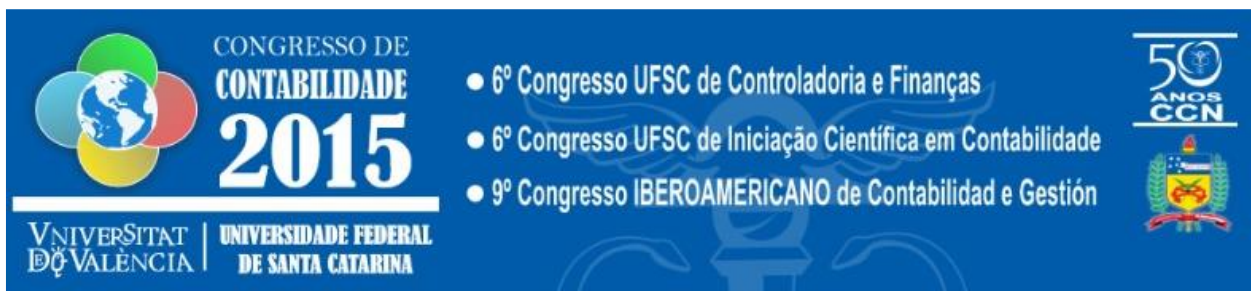 CONGRESSO DE
CONTABILIDADE
2015
VNIVERSITAT
DE VALÈNCIA
UNIVERSIDADE FEDERAL
DE SANTA CATARINA
• 6º Congresso UFSC de Controladoria e Finanças
• 6º Congresso UFSC de Iniciação Científica em Contabilidade
• 9º Congresso IBEROAMERICANO de Contabilidad e Gestión
50
ANOS
CCN